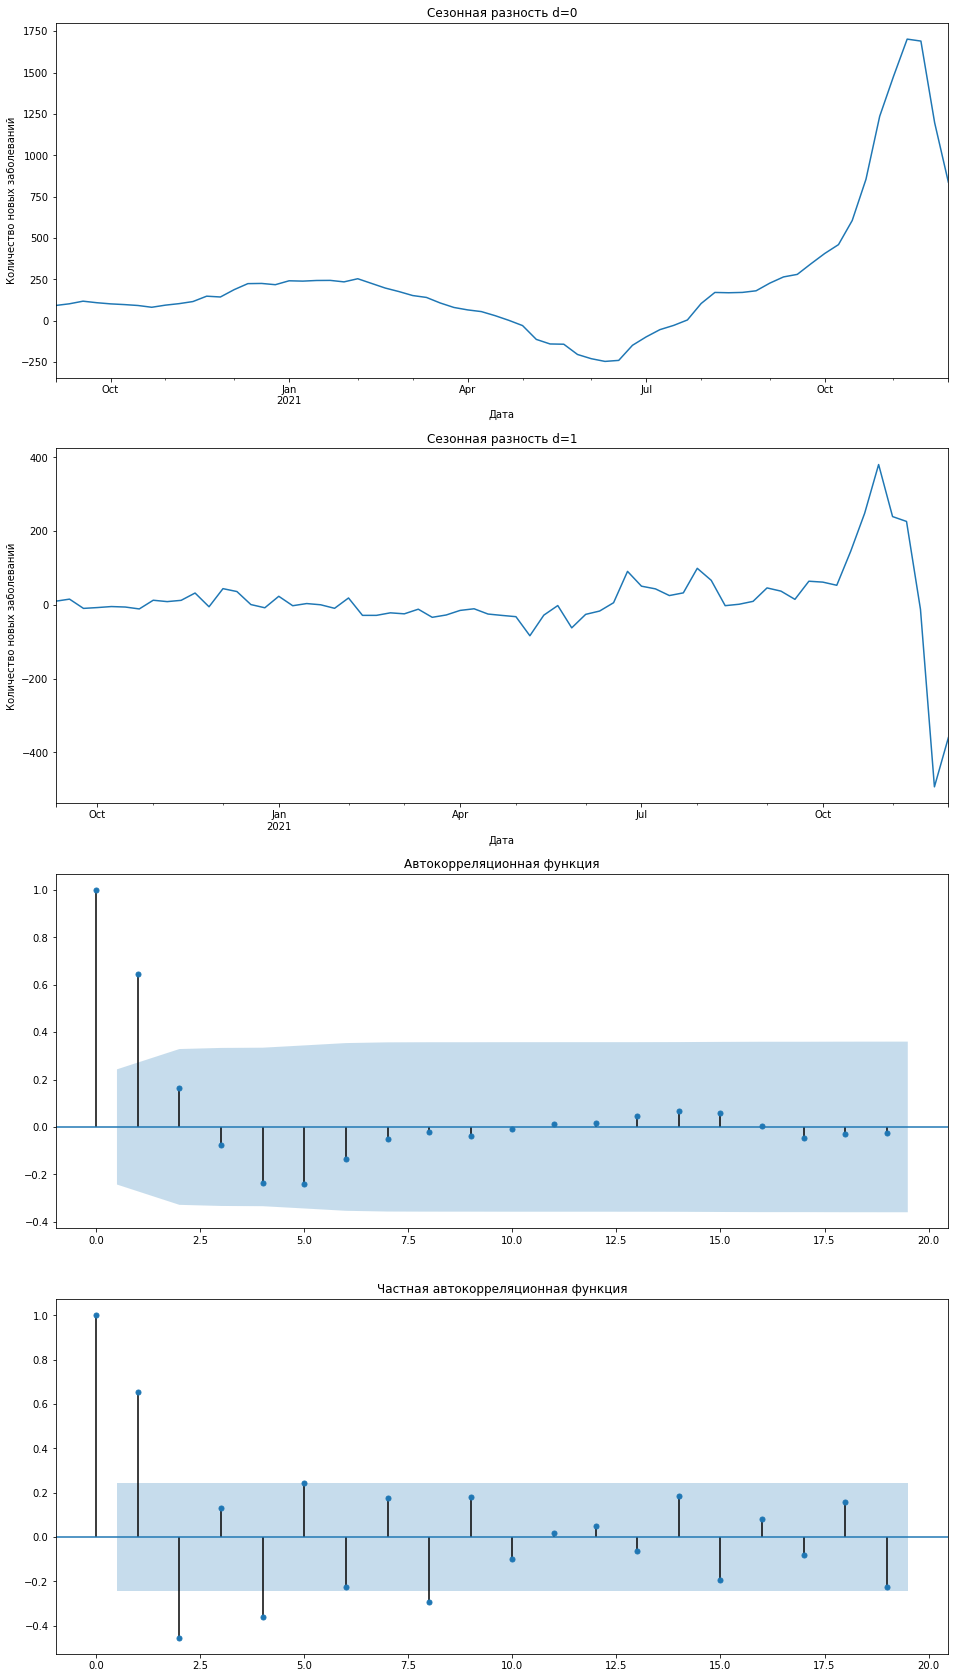 Сезонная разность d=0
Количество новых заболеваний
1750
1500
1250
1000
750
500
250
0
−250
Oct
Jan
2021
Apr
Jul
Oct
Дата
Сезонная разность d=1
Количество новых заболеваний
400
200
0
−200
−400
Oct
Jan
2021
Apr
Jul
Oct
Дата
Автокорреляционная функция
1.0
0.8
0.6
0.4
0.2
0.0
−0.2
−0.4
0.0 2.5 5.0 7.5 10.0 12.5 15.0 17.5 20.0
Частная автокорреляционная функция
1.0
0.8
0.6
0.4
0.2
0.0
−0.2
−0.4
0.0 2.5 5.0 7.5 10.0 12.5 15.0 17.5 20.0